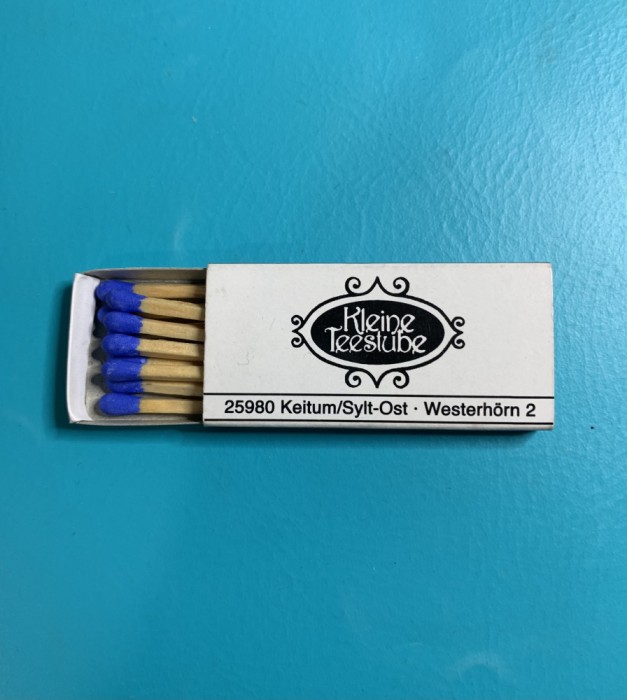 Kleine
Teestube
25980 Keitum/Sylt-Ost · Westerhörn 2